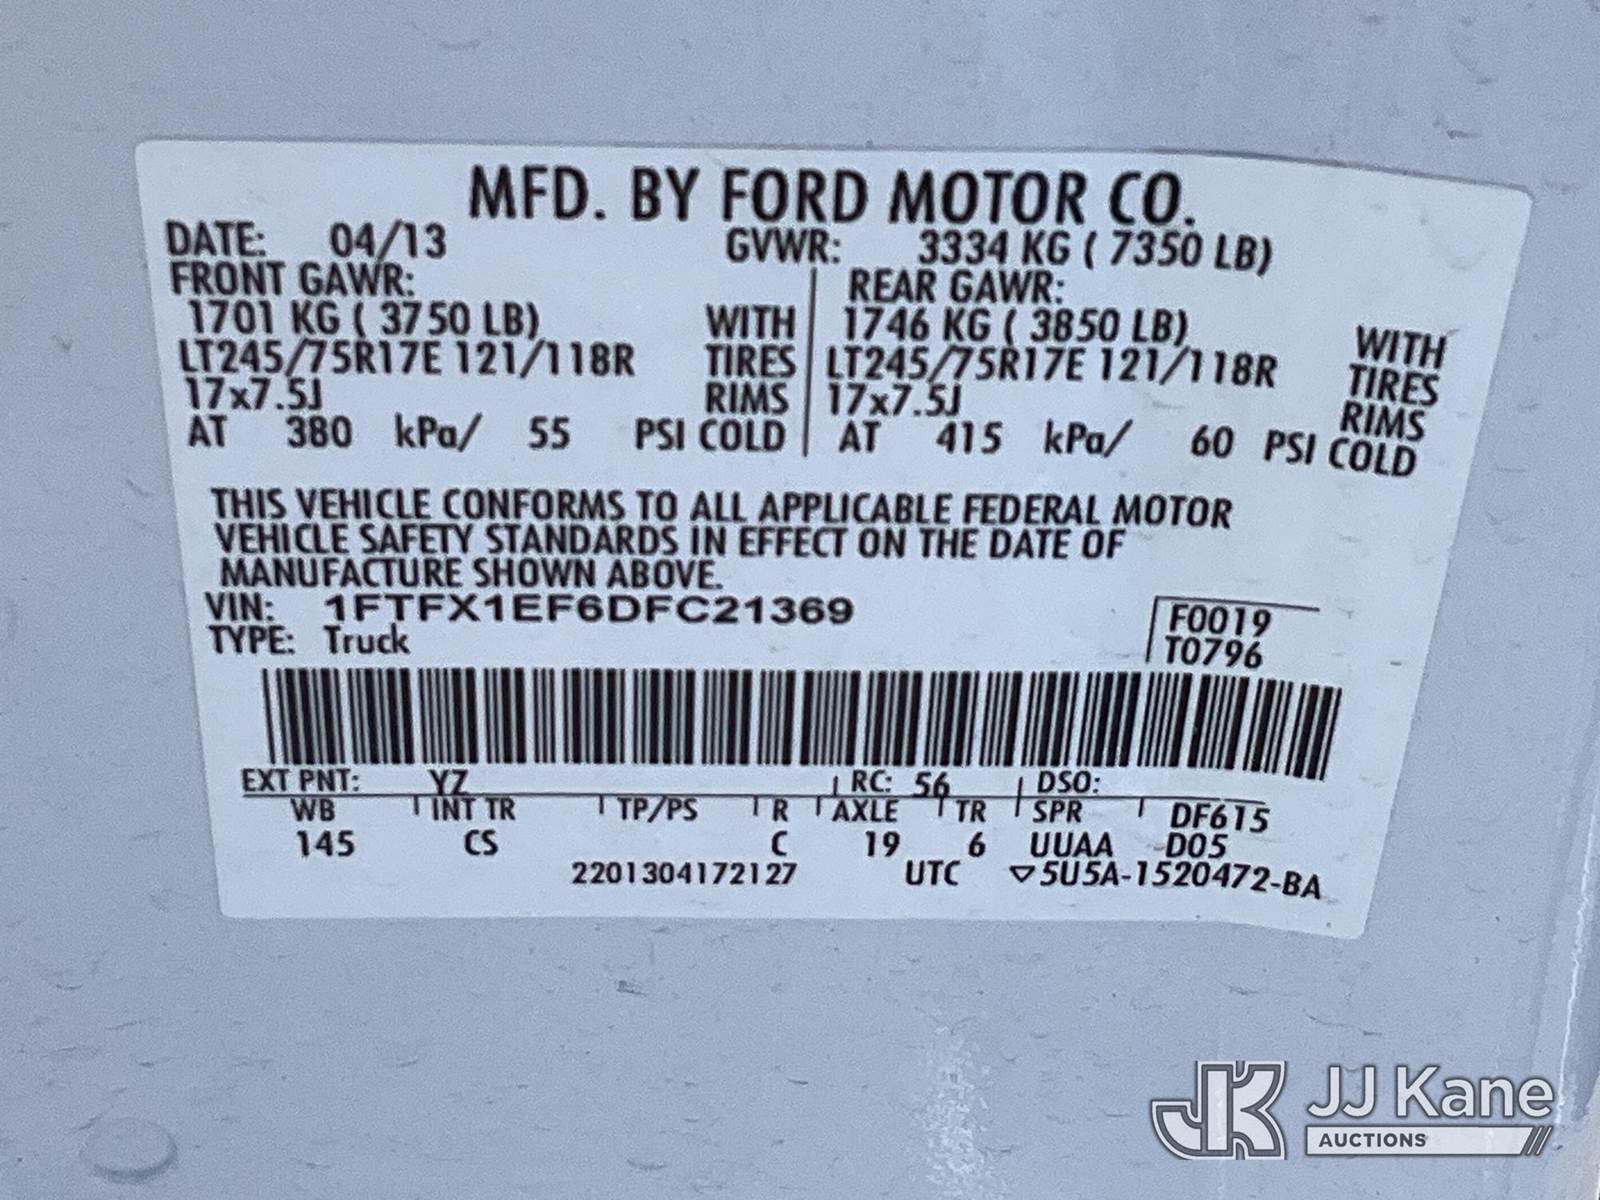 MFD. BY FORD MOTOR CO.
DATE: 04/13 GVWR: 3334 KG ( 7350 LB)
FRONT GAWR: REAR GAWR:
1701 KG ( 3750 LB) WITH 1746 KG ( 3850 LB) WITH
LT245/75R17E 121/118R TIRES LT245/75R17E 121/118R TIRES
17x7.5J RIMS 17x7.5J RIMS
AT 380 kPa/ 55 PSI COLD AT 415 kPa/ 60 PSI COLD
THIS VEHICLE CONFORMS TO ALL APPLICABLE FEDERAL MOTOR
VEHICLE SAFETY STANDARDS IN EFFECT ON THE DATE OF
MANUFACTURE SHOWN ABOVE.
VIN: 1FTFX1EF6DFC21369 F0019
TYPE: Truck T0796
EXT PNT: YZ RC: 56 DSO:
WB INT TR TP/PS R AXLE TR SPR DF615
145 CS C 19 6 UUAA D05
2201304172127 UTC ▽5U5A-1520472-BA
JK JJ Kane
AUCTIONS